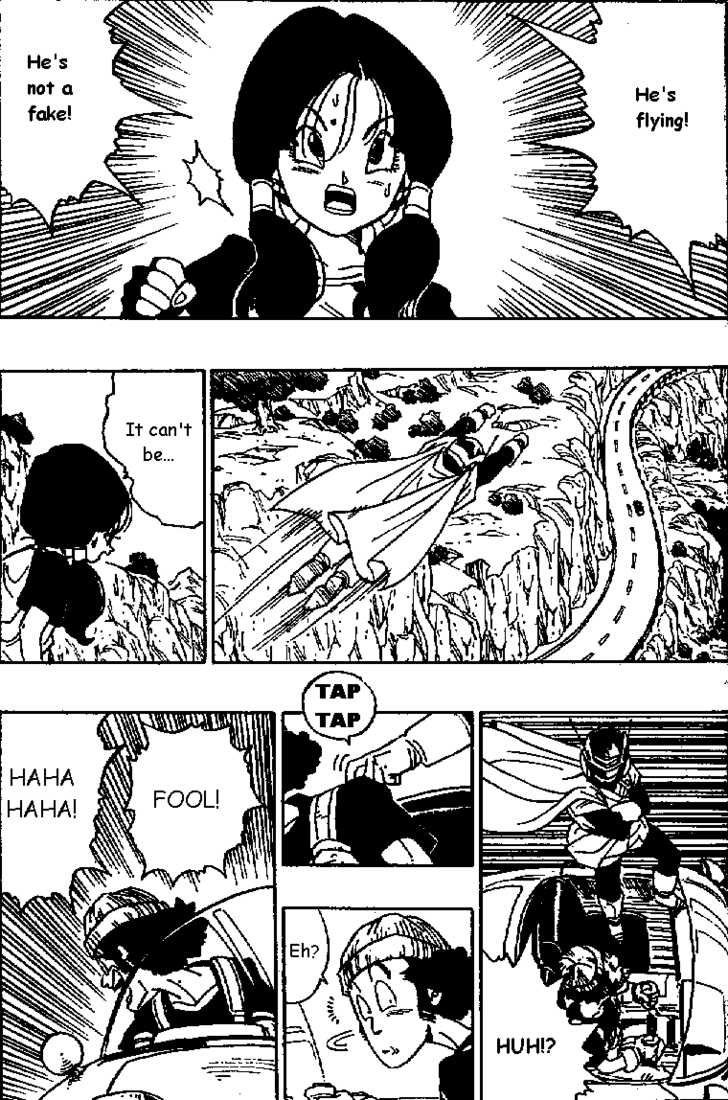 He's
not a
fake!
He's
flying!
It can't
be...
HAHA
HAHA!
FOOL!
TAP
TAP
Eh?
HUH!?